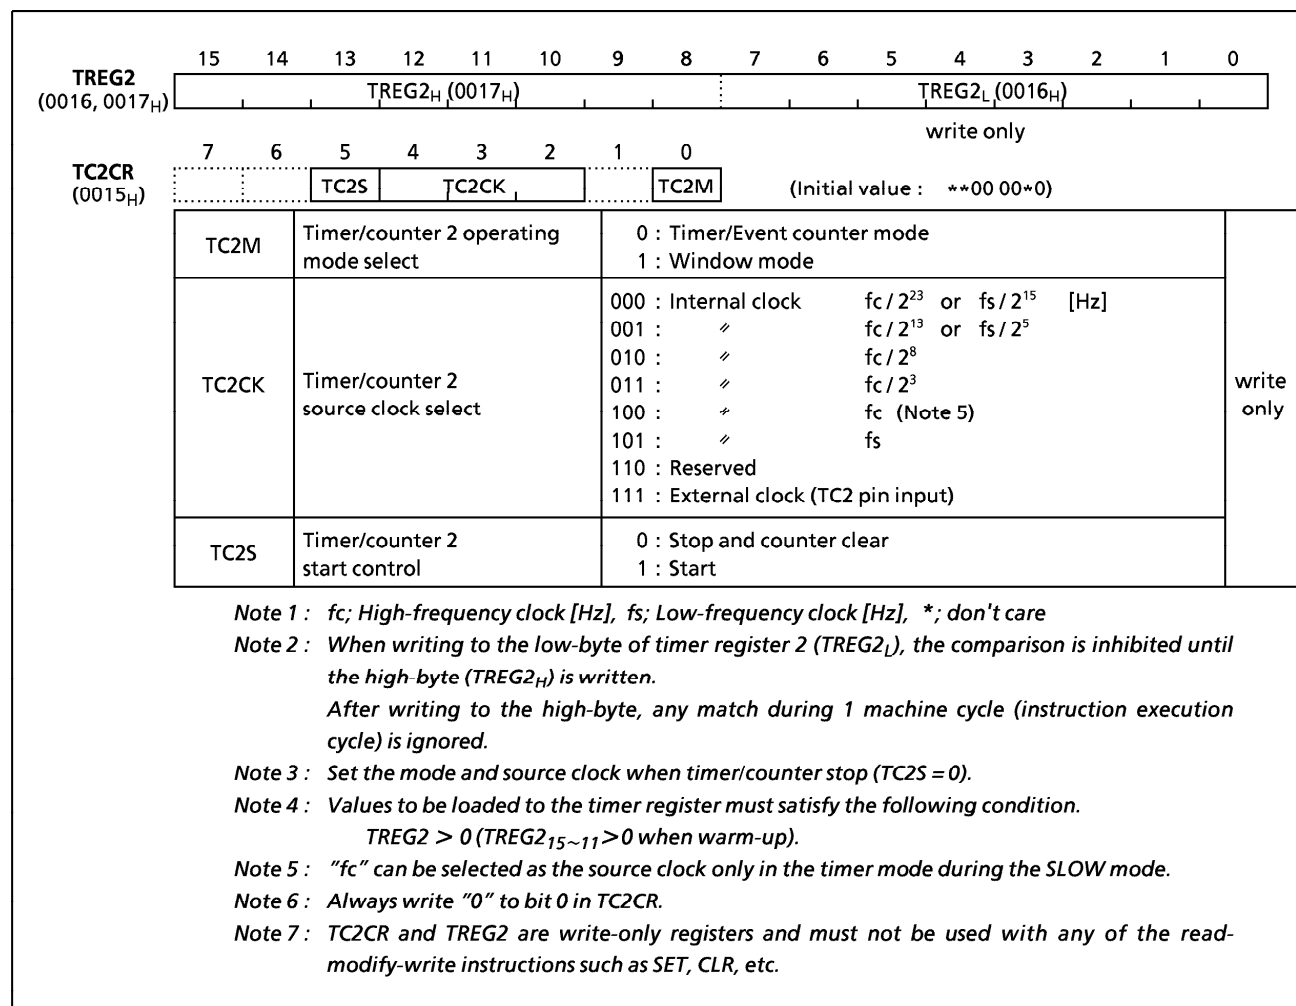 15 14 13 12 11 10 9 8 7 6 5 4 3 2 1 0
TREG2
(0016, 0017H)
TREG2H (0017H) TREG2L (0016H)
write only
7 6 5 4 3 2 1 0
TC2CR
(0015H)
TC2S TC2CK TC2M (Initial value : **00 00*0)
TC2M
Timer/counter 2 operating
mode select
0 : Timer/Event counter mode
1 : Window mode
TC2CK
Timer/counter 2
source clock select
000 : Internal clock fc / 2²³ or fs / 2¹⁵ [Hz]
001 : 〃 fc / 2¹³ or fs / 2⁵
010 : 〃 fc / 2⁸
011 : 〃 fc / 2³
100 : 〃 fc (Note 5)
101 : 〃 fs
110 : Reserved
111 : External clock (TC2 pin input)
TC2S
Timer/counter 2
start control
0 : Stop and counter clear
1 : Start
write
only
Note 1 : fc; High-frequency clock [Hz], fs; Low-frequency clock [Hz], *; don't care
Note 2 : When writing to the low-byte of timer register 2 (TREG2L), the comparison is inhibited until
the high-byte (TREG2H) is written.
After writing to the high-byte, any match during 1 machine cycle (instruction execution
cycle) is ignored.
Note 3 : Set the mode and source clock when timer/counter stop (TC2S = 0).
Note 4 : Values to be loaded to the timer register must satisfy the following condition.
TREG2 > 0 (TREG215~11>0 when warm-up).
Note 5 : "fc" can be selected as the source clock only in the timer mode during the SLOW mode.
Note 6 : Always write "0" to bit 0 in TC2CR.
Note 7 : TC2CR and TREG2 are write-only registers and must not be used with any of the read-
modify-write instructions such as SET, CLR, etc.